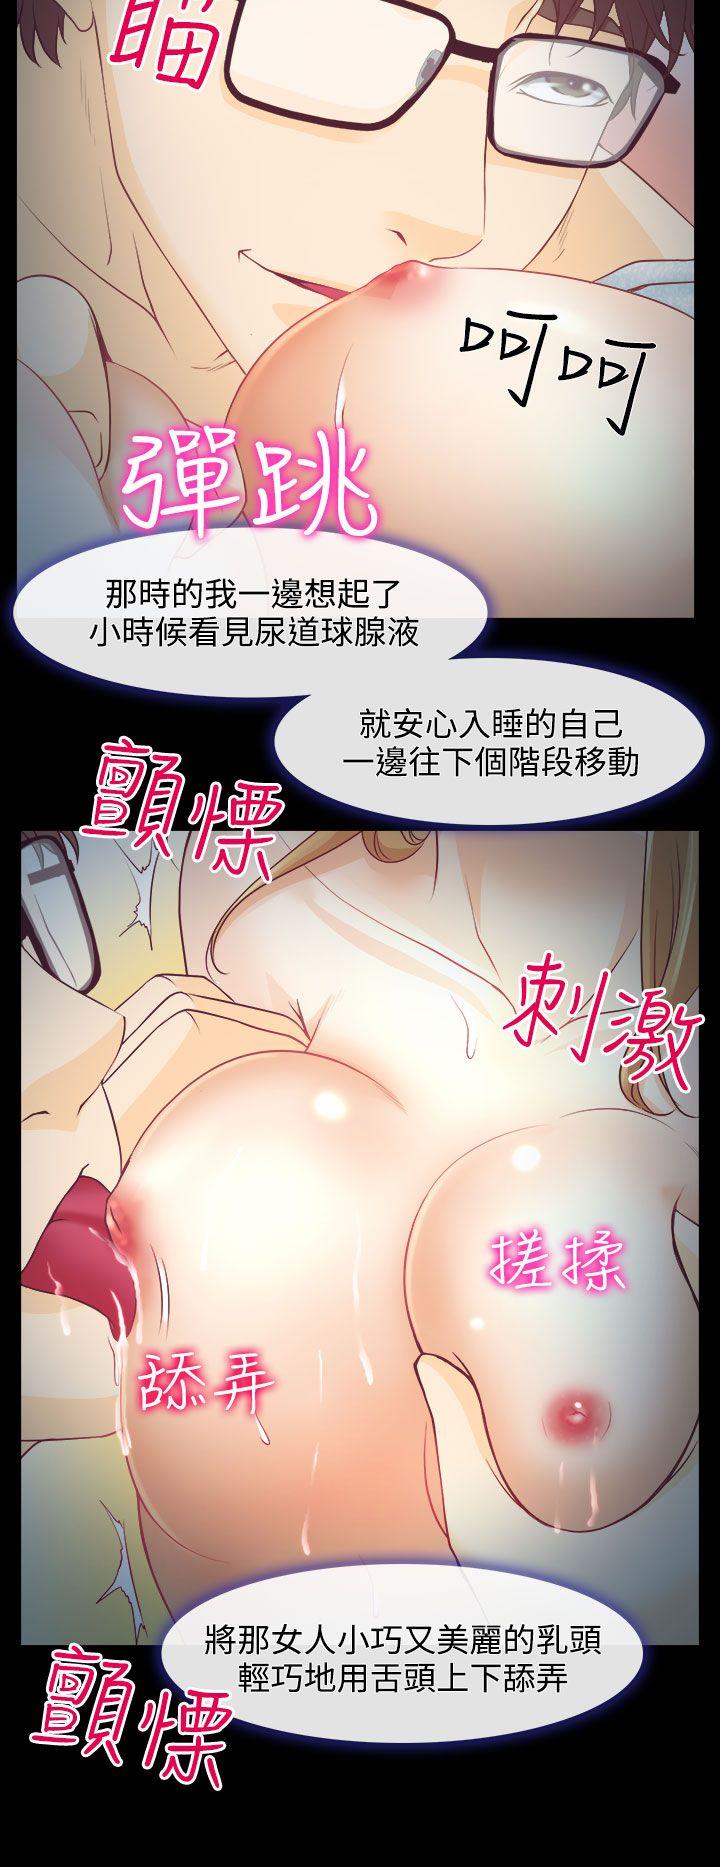 瞄
呵呵
彈跳
那時的我一邊想起了
小時候看見尿道球腺液
就安心入睡的自己
一邊往下個階段移動
顫慄
刺激
搓揉
舔弄
將那女人小巧又美麗的乳頭
輕巧地用舌頭上下舔弄
顫慄